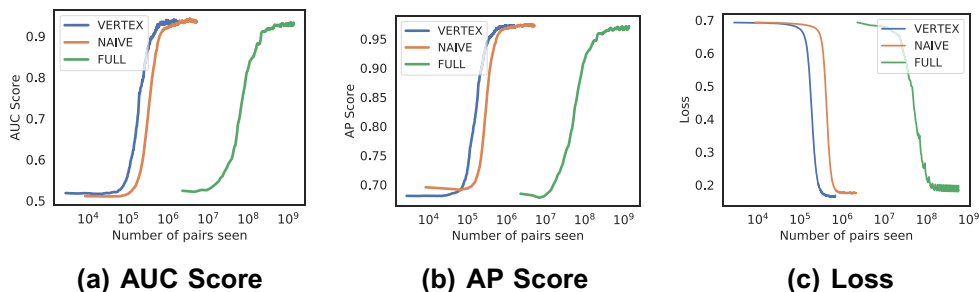 VERTEX
NAIVE
FULL
0.9
0.8
0.7
0.6
0.5
AUC Score
10^4 10^5 10^6 10^7 10^8 10^9
Number of pairs seen
(a) AUC Score
VERTEX
NAIVE
FULL
0.95
0.90
0.85
0.80
0.75
0.70
AP Score
10^4 10^5 10^6 10^7 10^8 10^9
Number of pairs seen
(b) AP Score
VERTEX
NAIVE
FULL
0.7
0.6
0.5
0.4
0.3
0.2
Loss
10^4 10^5 10^6 10^7 10^8 10^9
Number of pairs seen
(c) Loss